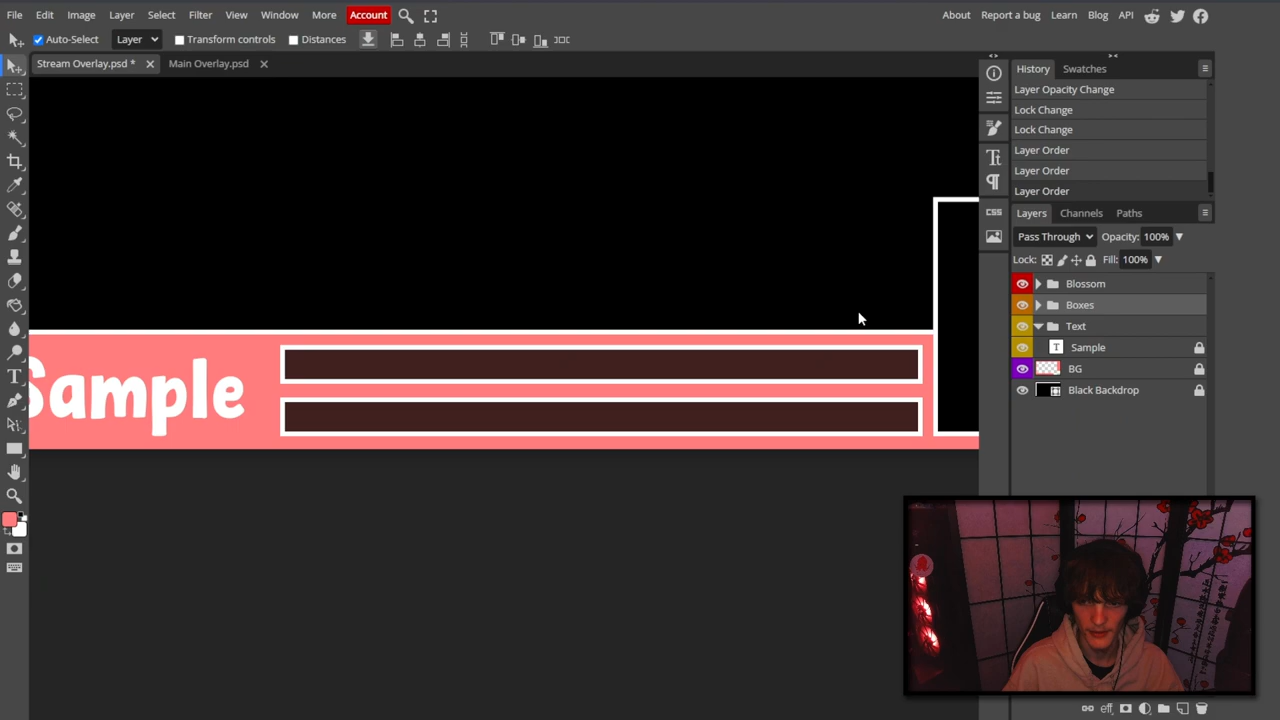 File Edit Image Layer Select Filter View Window More Account About Report a bug Learn Blog API
Auto-Select Layer Transform controls Distances
Stream Overlay.psd * Main Overlay.psd
History Swatches
Layer Opacity Change
Lock Change
Lock Change
Layer Order
Layer Order
Layer Order
CSS
Layers Channels Paths
Pass Through Opacity: 100%
Lock: Fill: 100%
Blossom
Boxes
Text
T Sample
BG
Black Backdrop
Sample
eff